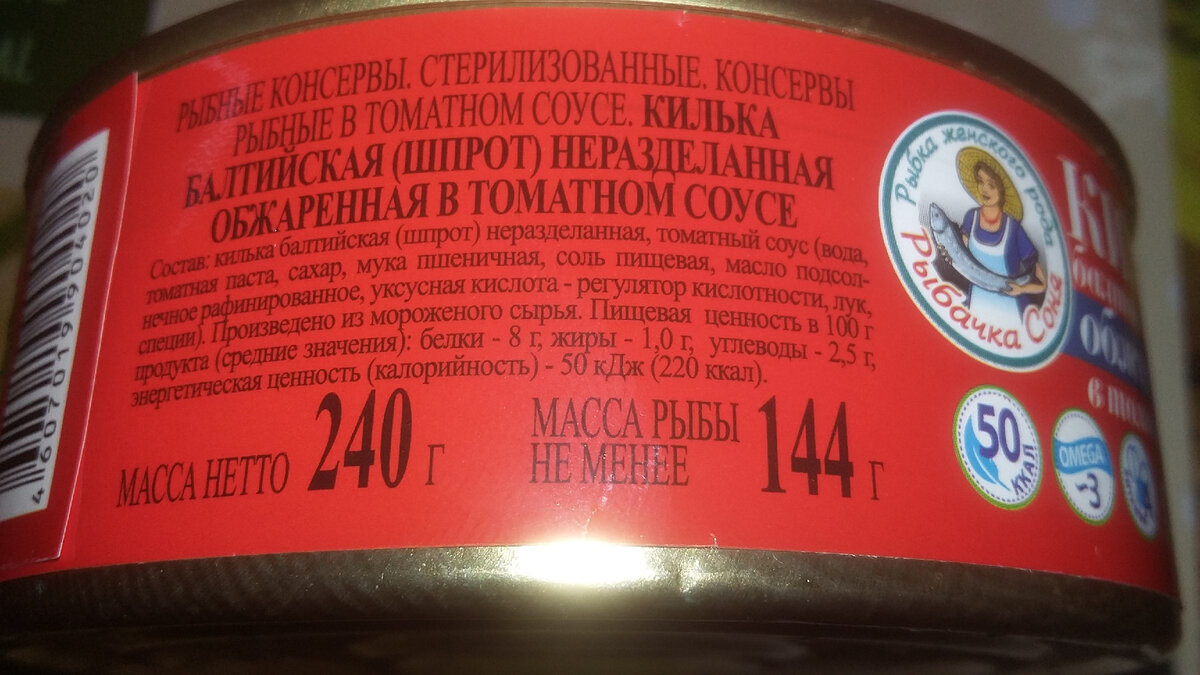 РЫБНЫЕ КОНСЕРВЫ. СТЕРИЛИЗОВАННЫЕ. КОНСЕРВЫ
РЫБНЫЕ В ТОМАТНОМ СОУСЕ. КИЛЬКА
БАЛТИЙСКАЯ (ШПРОТ) НЕРАЗДЕЛАННАЯ
ОБЖАРЕННАЯ В ТОМАТНОМ СОУСЕ
Состав: килька балтийская (шпрот) неразделанная, томатный соус (вода,
томатная паста, сахар, мука пшеничная, соль пищевая, масло подсол-
нечное рафинированное, уксусная кислота - регулятор кислотности, лук,
специи). Произведено из мороженого сырья. Пищевая ценность в 100 г
продукта (средние значения): белки - 8 г, жиры - 1,0 г, углеводы - 2,5 г,
энергетическая ценность (калорийность) - 50 кДж (220 ккал).
МАССА НЕТТО 240 г
МАССА РЫБЫ
НЕ МЕНЕЕ 144 г
4 607019 904020
Рыбка женского рода
Рыбачка Соня
50
ККАЛ
OMEGA
-3